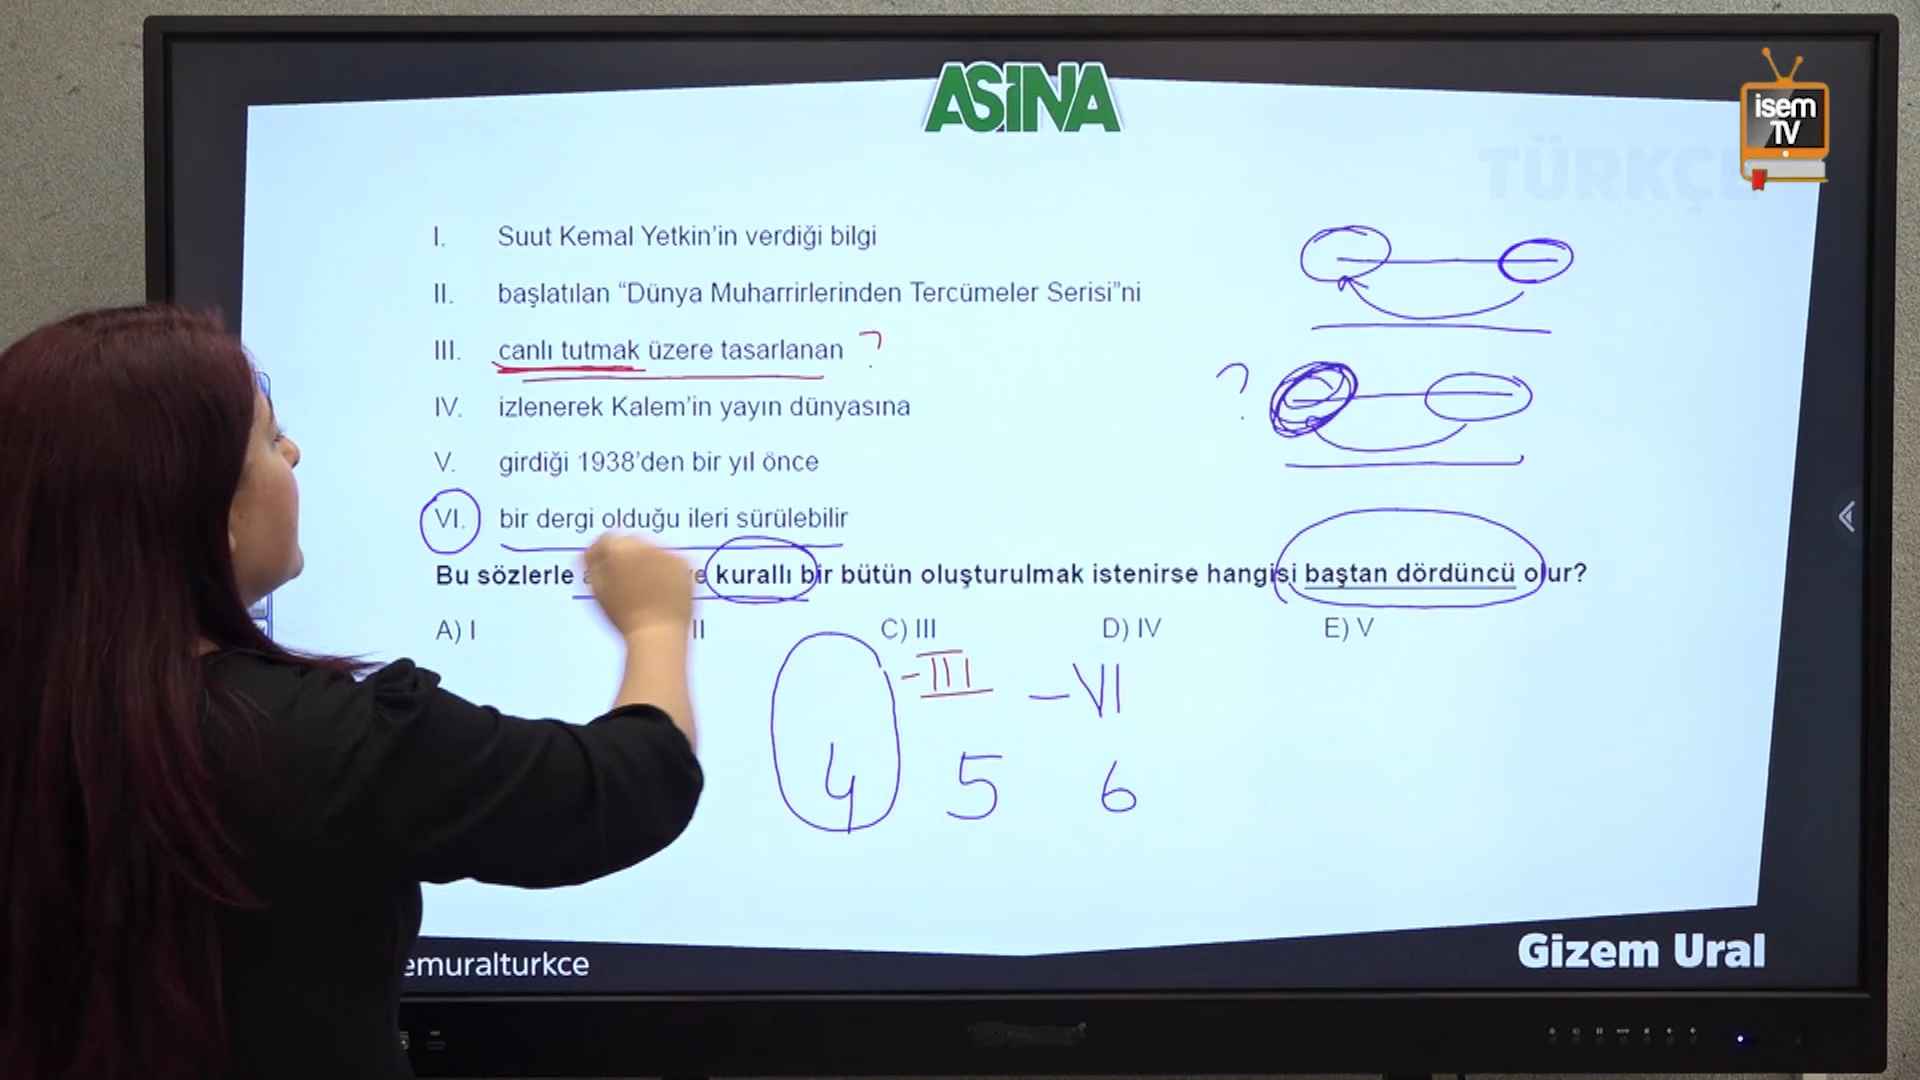 ASİNA
isem
TV
TÜRKÇE
I. Suut Kemal Yetkin’in verdiği bilgi
II. başlatılan “Dünya Muharrirlerinden Tercümeler Serisi”ni
III. canlı tutmak üzere tasarlanan ?
IV. izlenerek Kalem’in yayın dünyasına
V. girdiği 1938’den bir yıl önce
? VI. bir dergi olduğu ileri sürülebilir
Bu sözlerle kurallı bir bütün oluşturulmak istenirse hangisi baştan dördüncü olur?
A) I II C) III D) IV E) V
-III -VI
4 5 6
emuralturkce
Gizem Ural